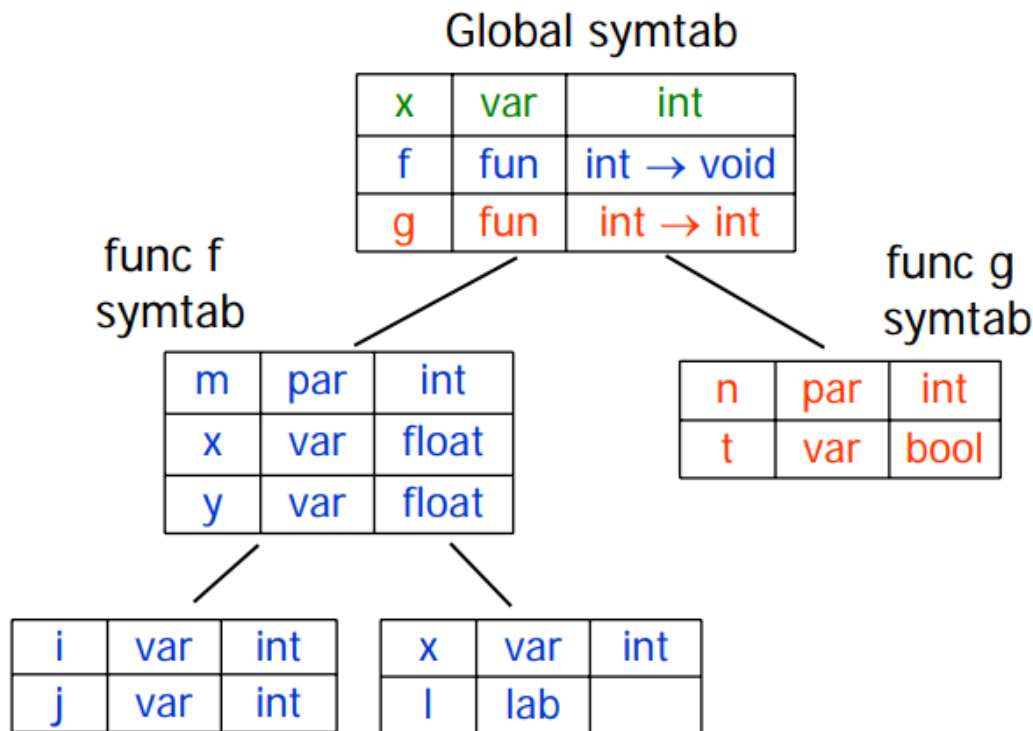 Global symtab
x var int
f fun int → void
g fun int → int
func f
symtab
func g
symtab
m par int
x var float
y var float
n par int
t var bool
i var int
j var int
x var int
l lab